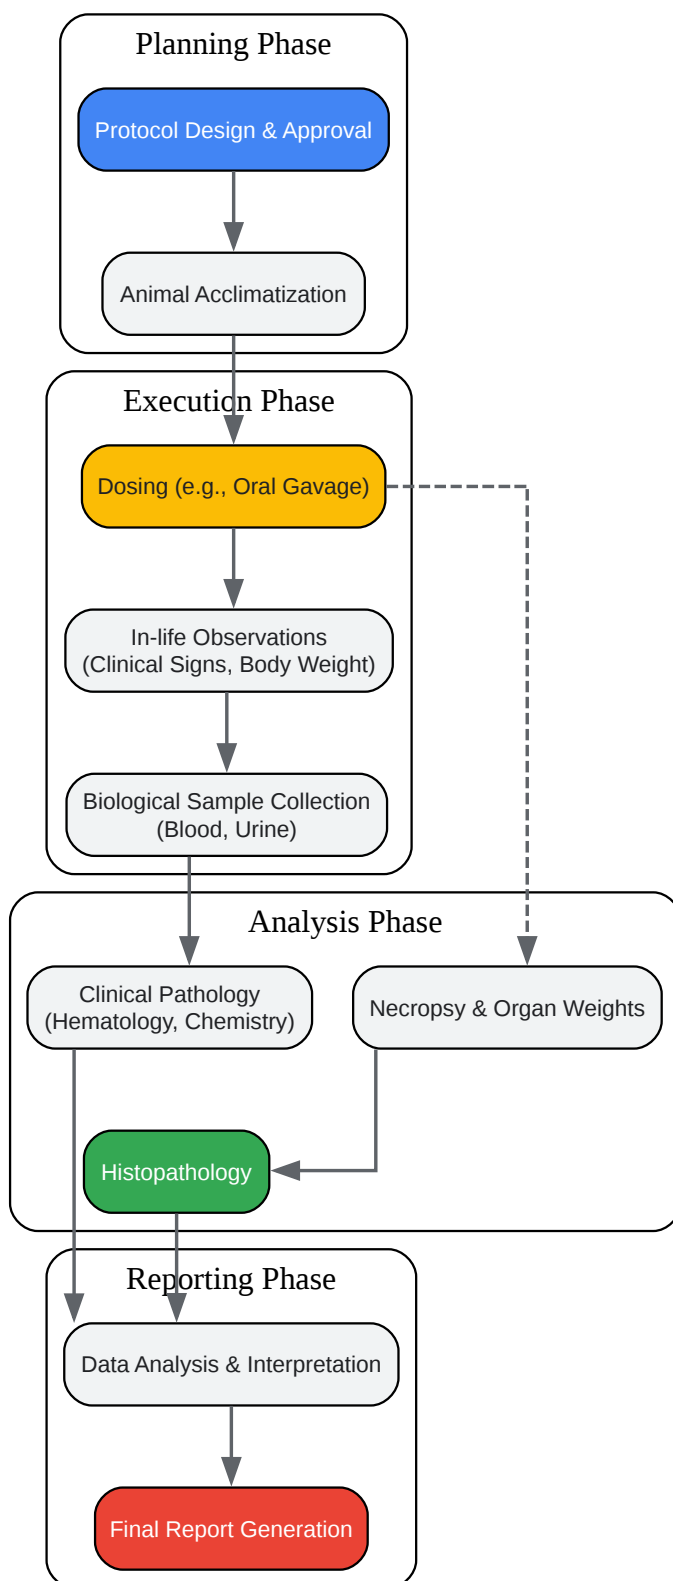 Planning Phase
Protocol Design & Approval
Animal Acclimatization
Execution Phase
Dosing (e.g., Oral Gavage)
In-life Observations
(Clinical Signs, Body Weight)
Biological Sample Collection
(Blood, Urine)
Analysis Phase
Clinical Pathology
(Hematology, Chemistry)
Necropsy & Organ Weights
Histopathology
Reporting Phase
Data Analysis & Interpretation
Final Report Generation